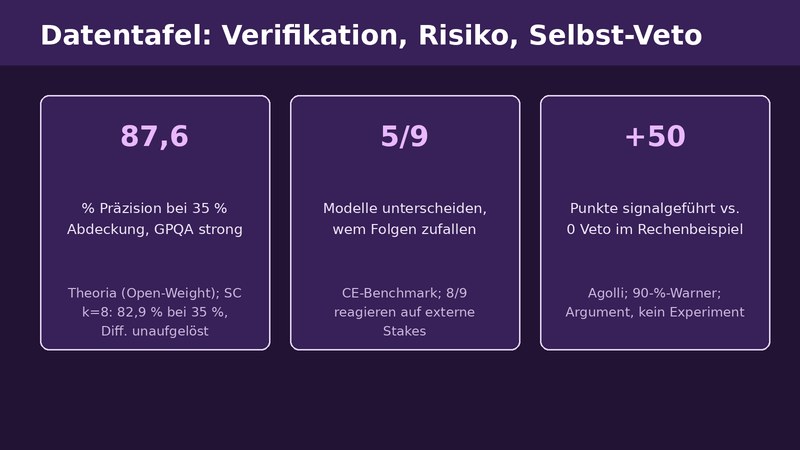 Datentafel: Verifikation, Risiko, Selbst-Veto
87,6
% Präzision bei 35 %
Abdeckung, GPQA strong
Theoria (Open-Weight); SC
k=8: 82,9 % bei 35 %,
Diff. unaufgelöst
5/9
Modelle unterscheiden,
wem Folgen zufallen
CE-Benchmark; 8/9
reagieren auf externe
Stakes
+50
Punkte signalgeführt vs.
0 Veto im Rechenbeispiel
Agolli; 90-%-Warner;
Argument, kein Experiment